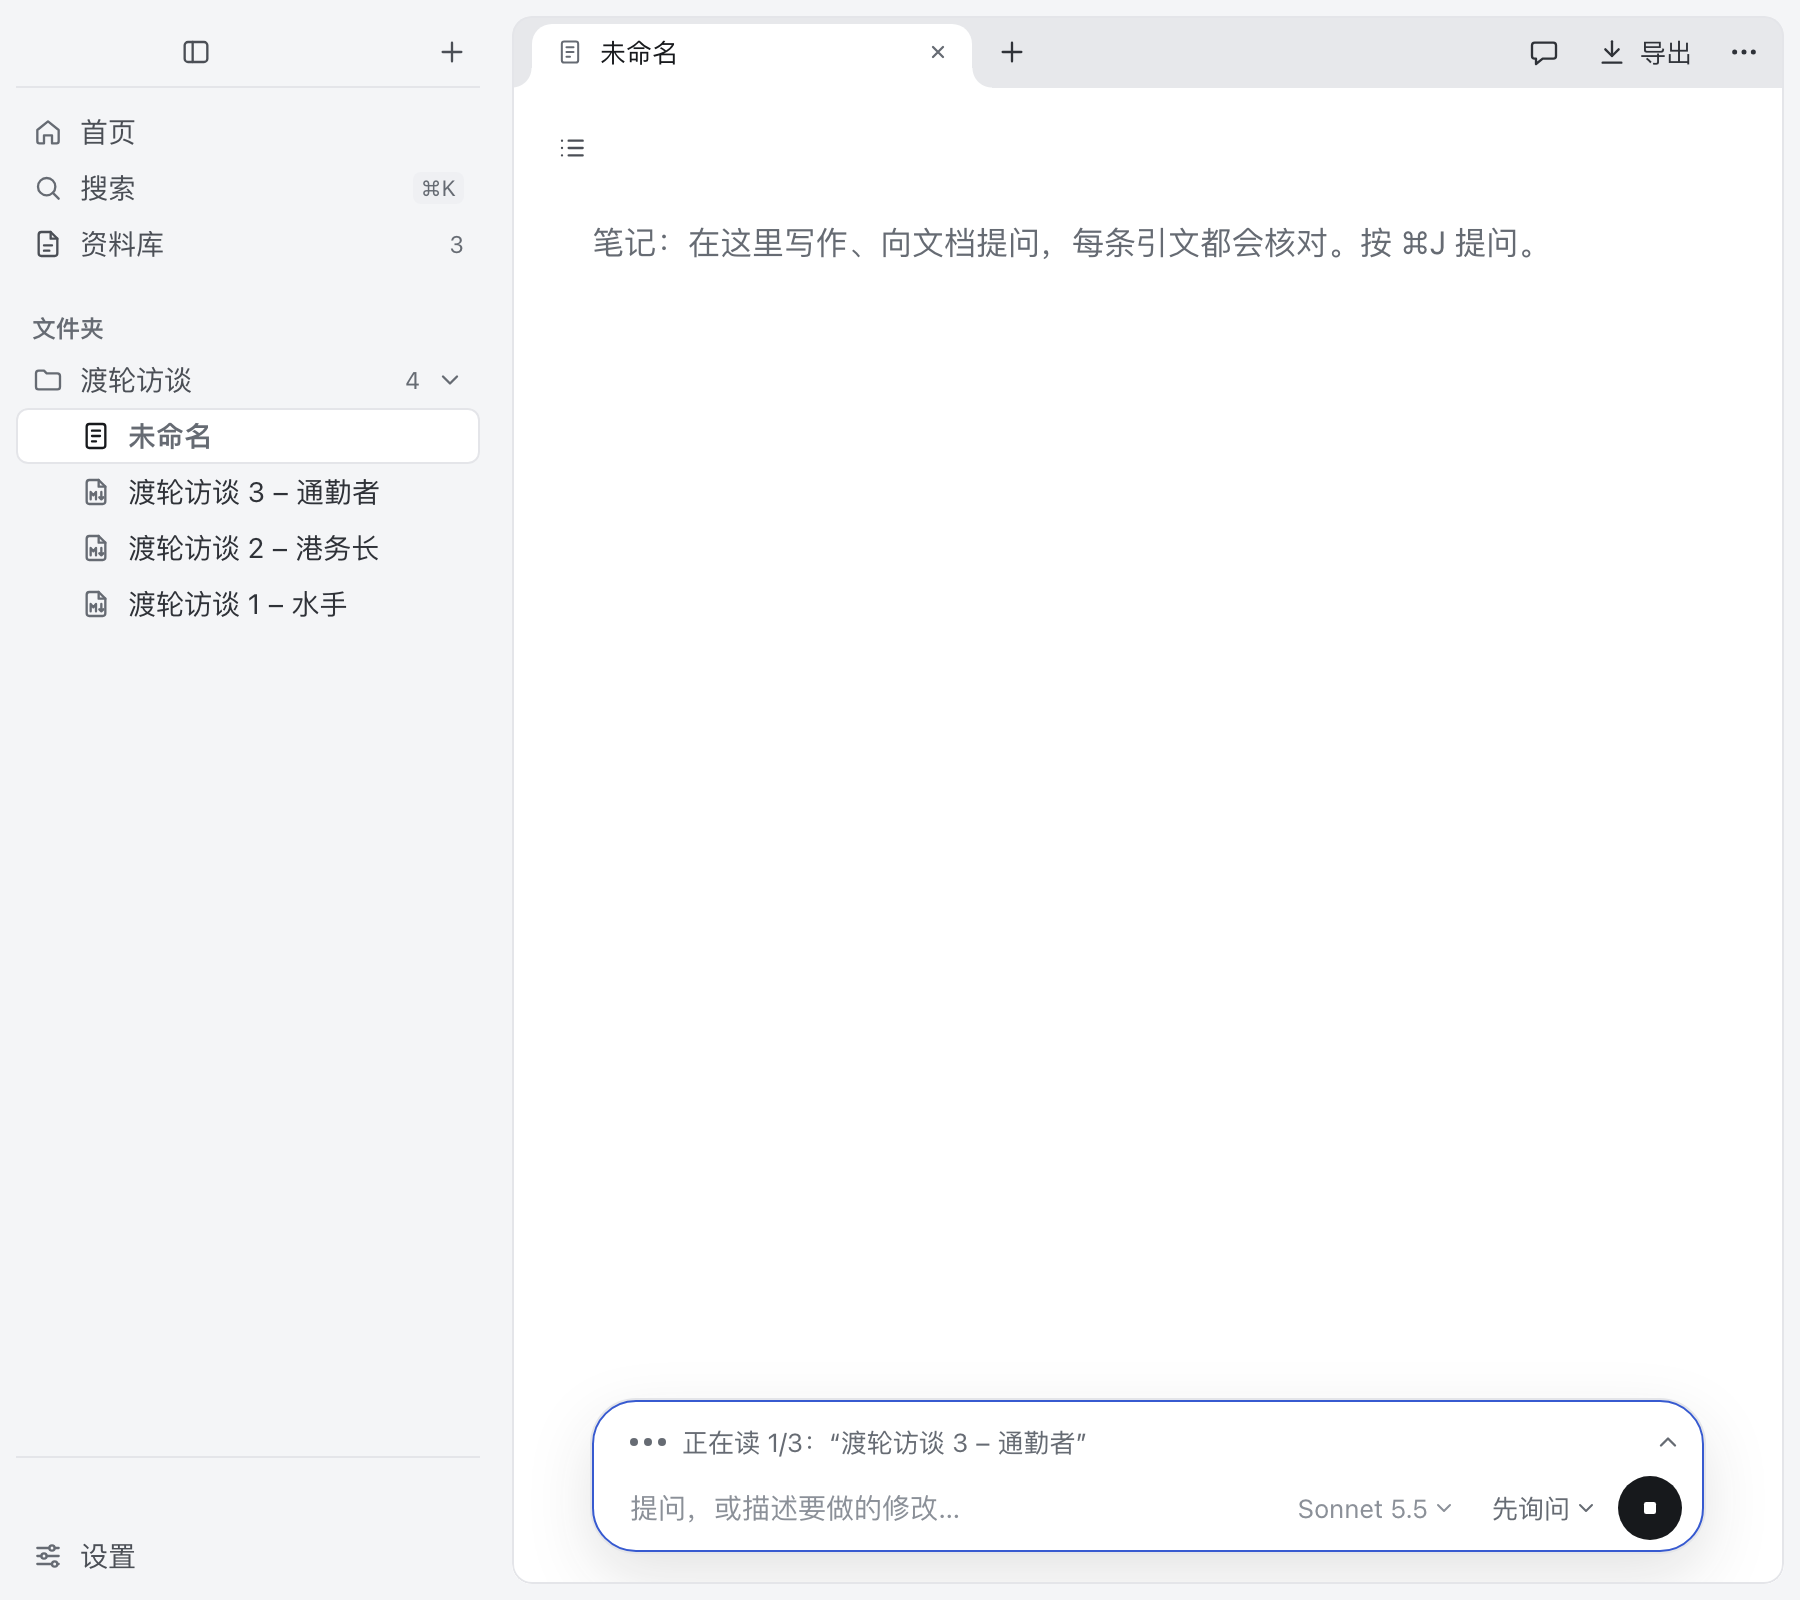 首页
搜索 ⌘K
资料库 3
文件夹
渡轮访谈 4
未命名
渡轮访谈 3 – 通勤者
渡轮访谈 2 – 港务长
渡轮访谈 1 – 水手
设置
未命名
导出
笔记：在这里写作、向文档提问，每条引文都会核对。按 ⌘J 提问。
正在读 1/3：“渡轮访谈 3 – 通勤者”
提问，或描述要做的修改...
Sonnet 5.5 先询问